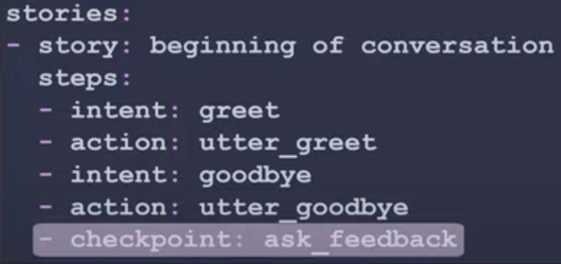 stories:
- story: beginning of conversation
steps:
- intent: greet
- action: utter_greet
- intent: goodbye
- action: utter_goodbye
- checkpoint: ask_feedback